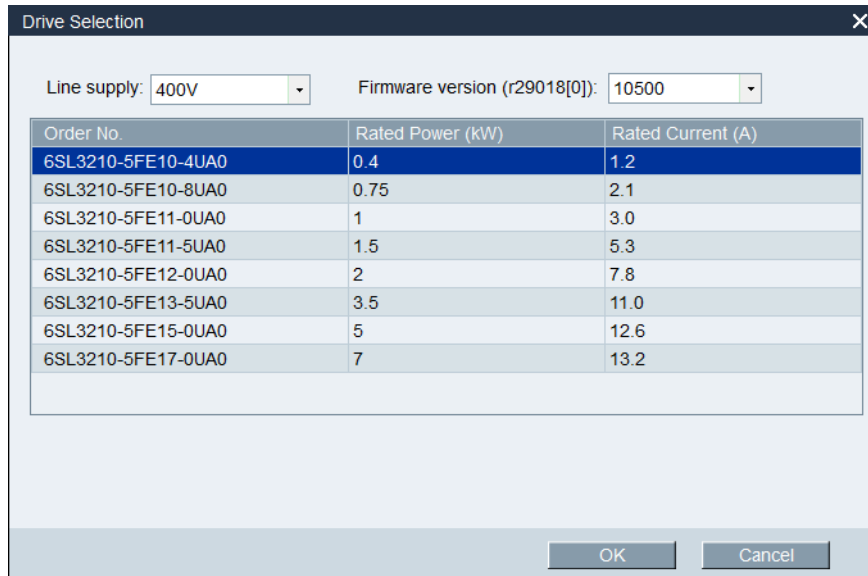 Drive Selection
Line supply: 400V Firmware version (r29018[0]): 10500
Order No. Rated Power (kW) Rated Current (A)
6SL3210-5FE10-4UA0 0.4 1.2
6SL3210-5FE10-8UA0 0.75 2.1
6SL3210-5FE11-0UA0 1 3.0
6SL3210-5FE11-5UA0 1.5 5.3
6SL3210-5FE12-0UA0 2 7.8
6SL3210-5FE13-5UA0 3.5 11.0
6SL3210-5FE15-0UA0 5 12.6
6SL3210-5FE17-0UA0 7 13.2
OK Cancel